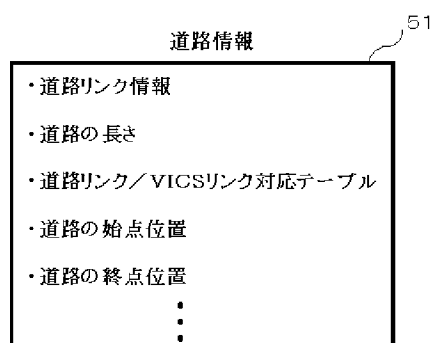 道路情報
51
・道路リンク情報
・道路の長さ
・道路リンク／VICSリンク対応テーブル
・道路の始点位置
・道路の終点位置